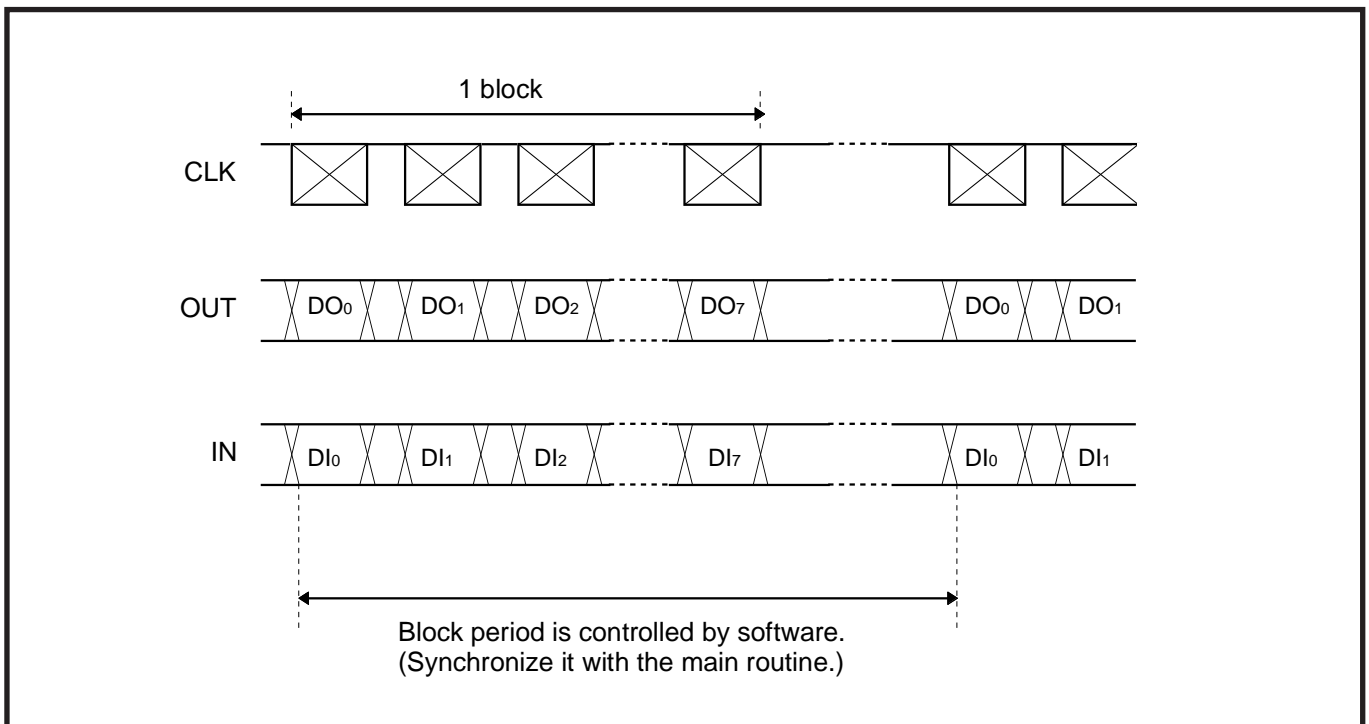 1 block
CLK
OUT DO0 DO1 DO2 DO7 DO0 DO1
IN DI0 DI1 DI2 DI7 DI0 DI1
Block period is controlled by software.
(Synchronize it with the main routine.)